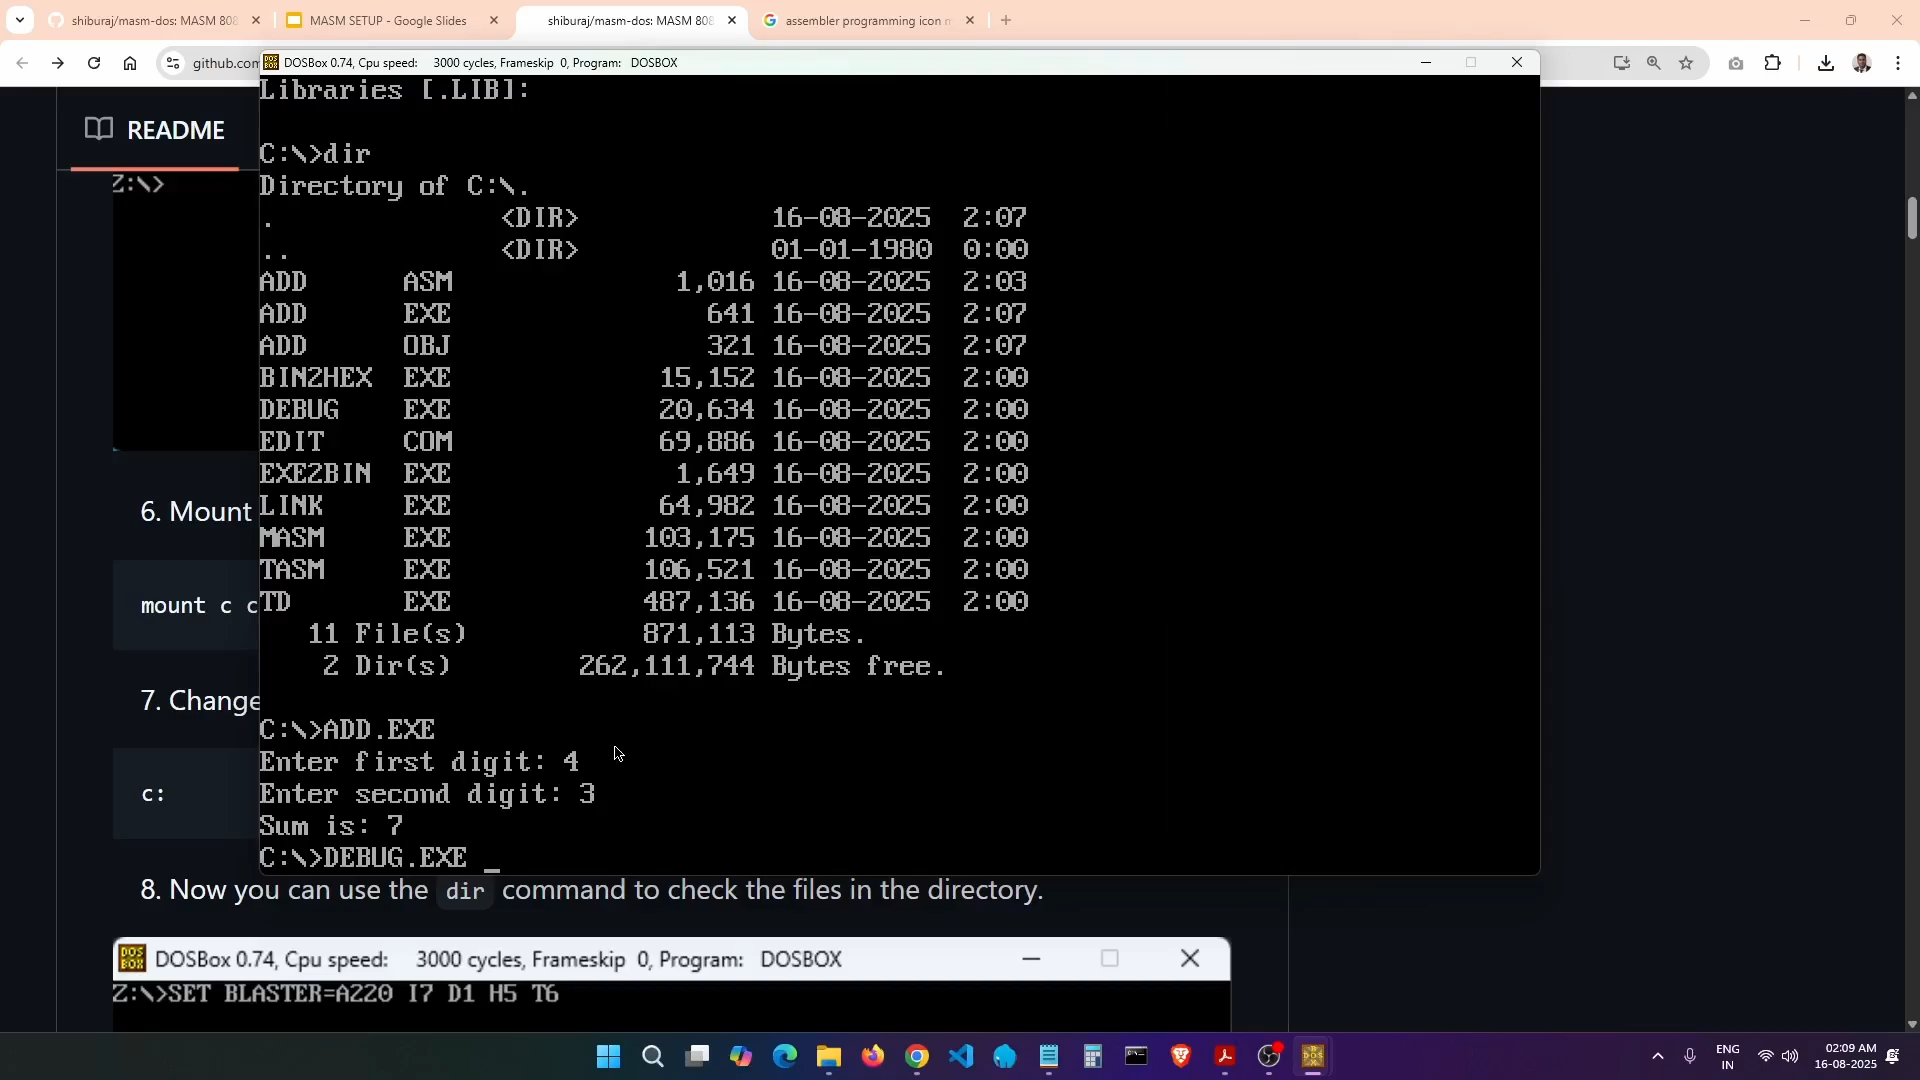 shiburaj/masm-dos: MASM 808
MASM SETUP - Google Slides
shiburaj/masm-dos: MASM 808
assembler programming icon m
github.com
DOSBox 0.74, Cpu speed: 3000 cycles, Frameskip 0, Program: DOSBOX
README
Z:\>
Libraries [.LIB]:
C:\>dir
Directory of C:\.
. <DIR> 16-08-2025 2:07
.. <DIR> 01-01-1980 0:00
ADD ASM 1,016 16-08-2025 2:03
ADD EXE 641 16-08-2025 2:07
ADD OBJ 321 16-08-2025 2:07
BIN2HEX EXE 15,152 16-08-2025 2:00
DEBUG EXE 20,634 16-08-2025 2:00
EDIT COM 69,886 16-08-2025 2:00
EXE2BIN EXE 1,649 16-08-2025 2:00
LINK EXE 64,982 16-08-2025 2:00
MASM EXE 103,175 16-08-2025 2:00
TASM EXE 106,521 16-08-2025 2:00
TD EXE 487,136 16-08-2025 2:00
11 File(s) 871,113 Bytes.
2 Dir(s) 262,111,744 Bytes free.
C:\>ADD.EXE
Enter first digit: 4
Enter second digit: 3
Sum is: 7
C:\>DEBUG.EXE _
6. Mount
mount c c
7. Change
c:
8. Now you can use the dir command to check the files in the directory.
DOSBox 0.74, Cpu speed: 3000 cycles, Frameskip 0, Program: DOSBOX
Z:\>SET BLASTER=A220 I7 D1 H5 T6
ENG
IN
02:09 AM
16-08-2025